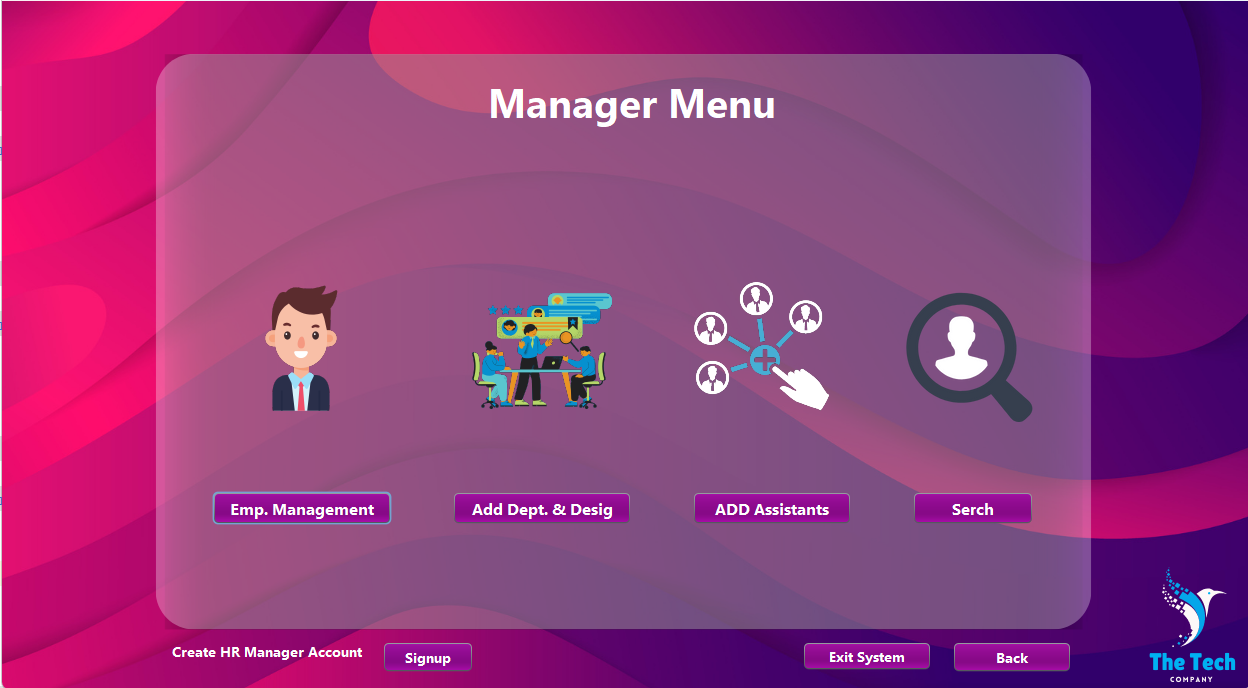 Manager Menu
Emp. Management
Add Dept. & Desig
ADD Assistants
Serch
Create HR Manager Account
Signup
Exit System
Back
The Tech
COMPANY